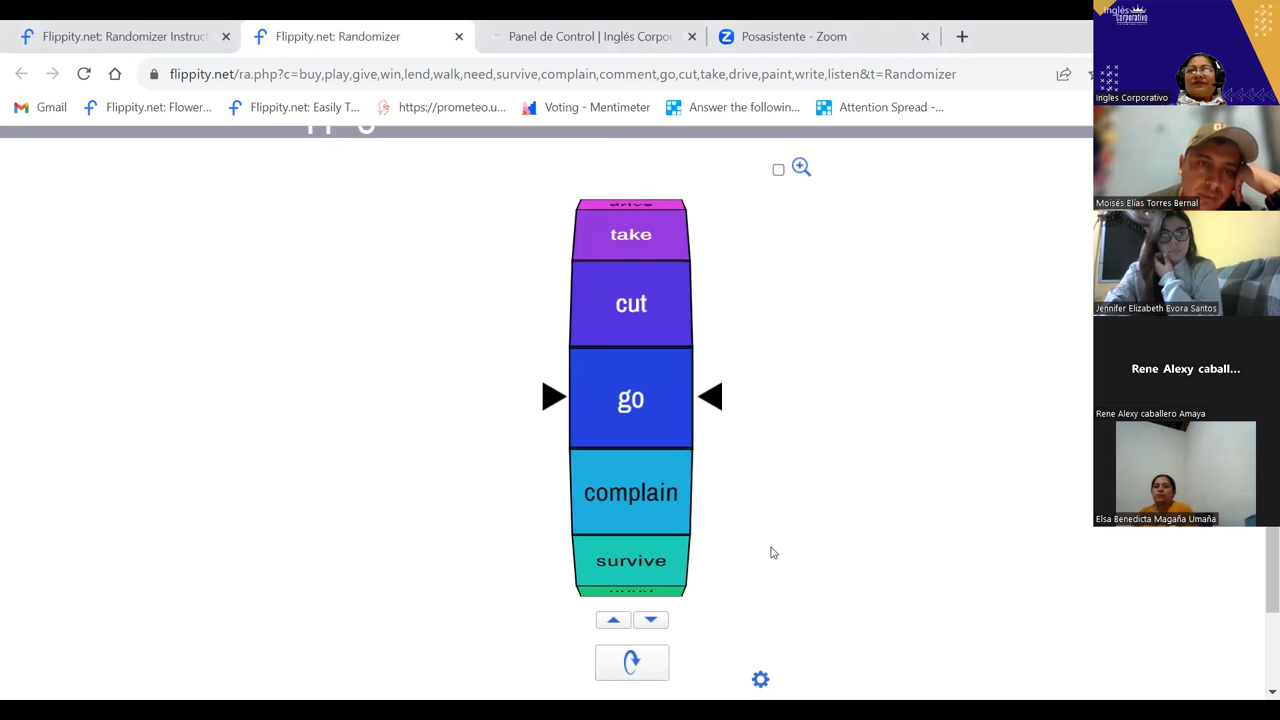 Flippity.net: Randomizer Instruct
Flippity.net: Randomizer
Panel de Control | Inglés Corpor
Posasistente - Zoom
flippity.net/ra.php?c=buy,play,give,win,lend,walk,need,survive,complain,comment,go,cut,take,drive,paint,write,listen&t=Randomizer
Gmail
Flippity.net: Flower...
Flippity.net: Easily T...
https://prometeo.u...
Voting - Mentimeter
Answer the followin...
Attention Spread -...
drive
take
cut
go
complain
survive
Inglés
Corporativo
Ingles Corporativo
Moisés Elías Torres Bernal
Jennifer Elizabeth Evora Santos
Rene Alexy caball...
Rene Alexy caballero Amaya
Elsa Benedicta Magaña Umaña